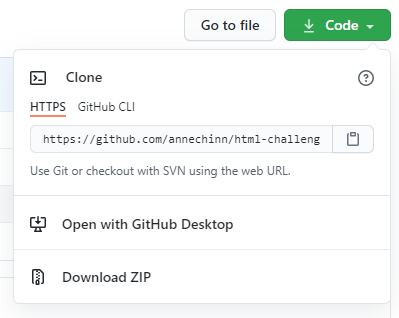 Go to file
Code
Clone
HTTPS GitHub CLI
https://github.com/annechinn/html-challeng
Use Git or checkout with SVN using the web URL.
Open with GitHub Desktop
Download ZIP